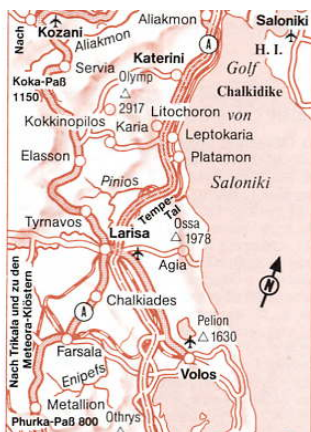 Nach
Kozani
Aliakmon
Aliakmon
Saloniki
A
H. I.
Katerini
Golf
Servia
Olymp
Koka-Paß
1150
2917
Chalkidike
Litochoron
von
Kokkinopilos
Karia
Leptokaria
Elasson
Platamon
Pinios
Saloniki
Tempe-
Tal
Tyrnavos
Ossa
1978
Larisa
Agia
N
Nach Trikala und zu den
Meteora-Klöstern
Chalkiades
A
Pelion
1630
Farsala
Volos
Enipefs
Metallion
Phurka-Paß 800
Othrys